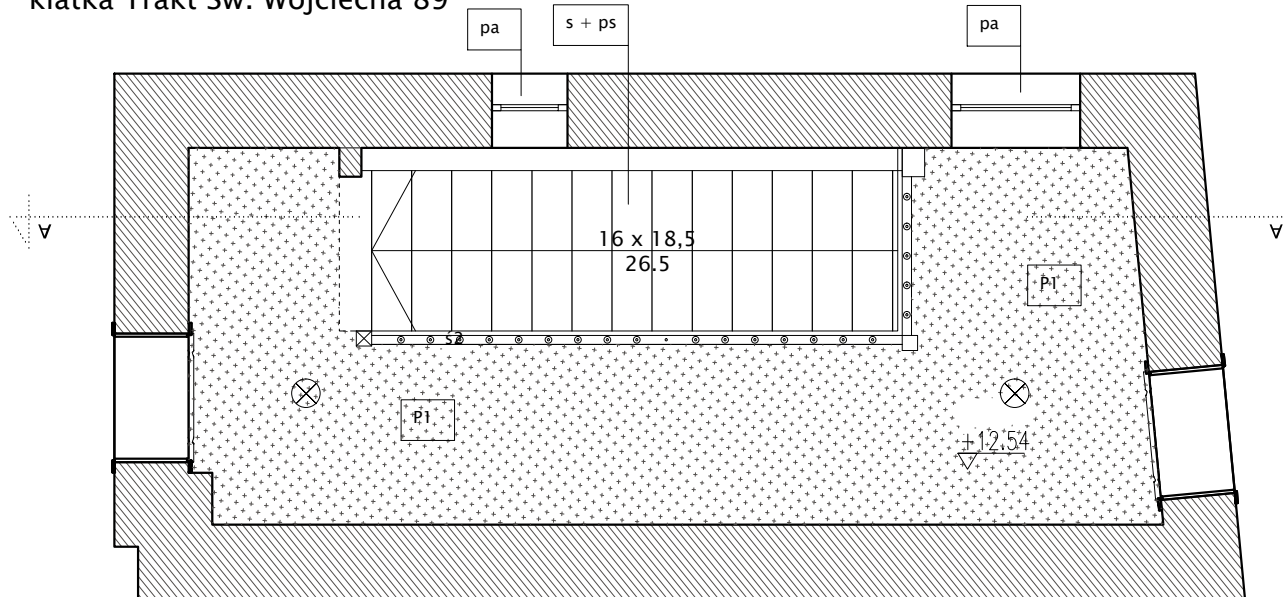 klatka Trakt Św. Wojciecha 89
pa
s + ps
pa
A
A
16 x 18,5
26.5
P1
s2
P1
+12.54